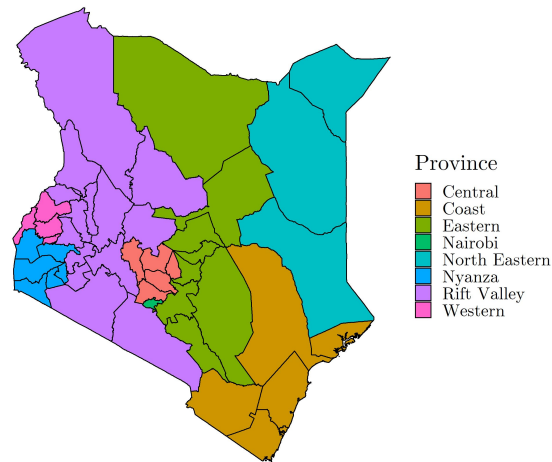 Province
Central
Coast
Eastern
Nairobi
North Eastern
Nyanza
Rift Valley
Western